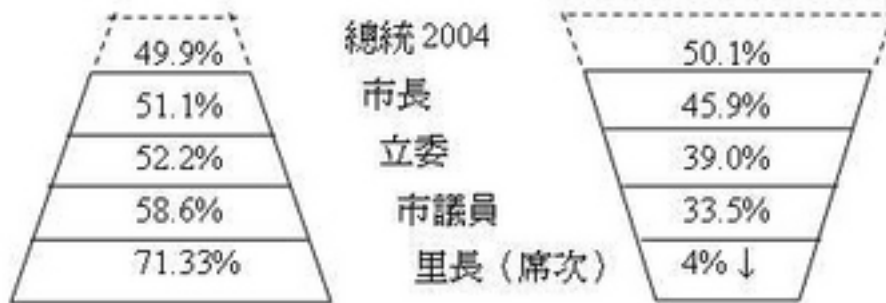 49.9% 總統 2004 50.1%
51.1% 市長 45.9%
52.2% 立委 39.0%
58.6% 市議員 33.5%
71.33% 里長（席次） 4%↓